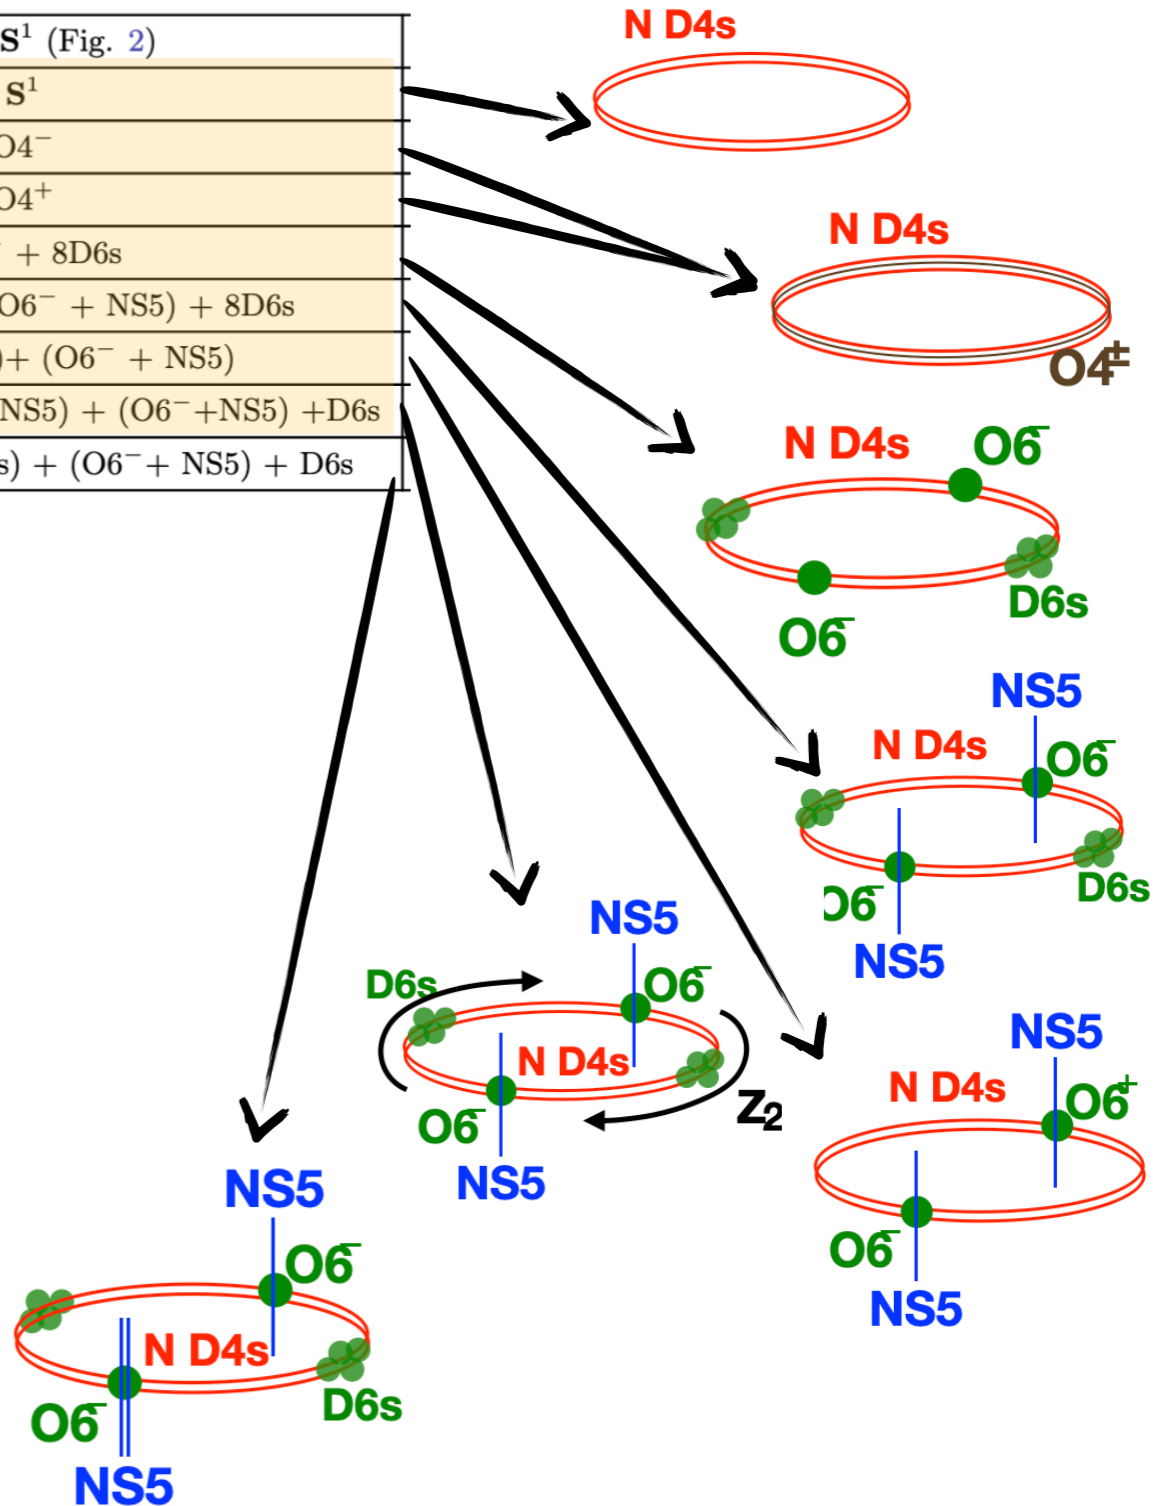 S¹ (Fig. 2)
S¹
O4⁻
O4⁺
+ 8D6s
O6⁻ + NS5) + 8D6s
)+ (O6⁻ + NS5)
NS5) + (O6⁻+NS5) +D6s
s) + (O6⁻+ NS5) + D6s
N D4s
N D4s
O4±
N D4s
O6⁻
D6s
O6⁻
NS5
N D4s
O6⁻
O6⁻
D6s
NS5
NS5
D6s
O6⁻
N D4s
O6⁻
Z₂
NS5
NS5
N D4s
O6⁺
O6⁻
NS5
NS5
O6⁻
N D4s
O6⁻
D6s
NS5